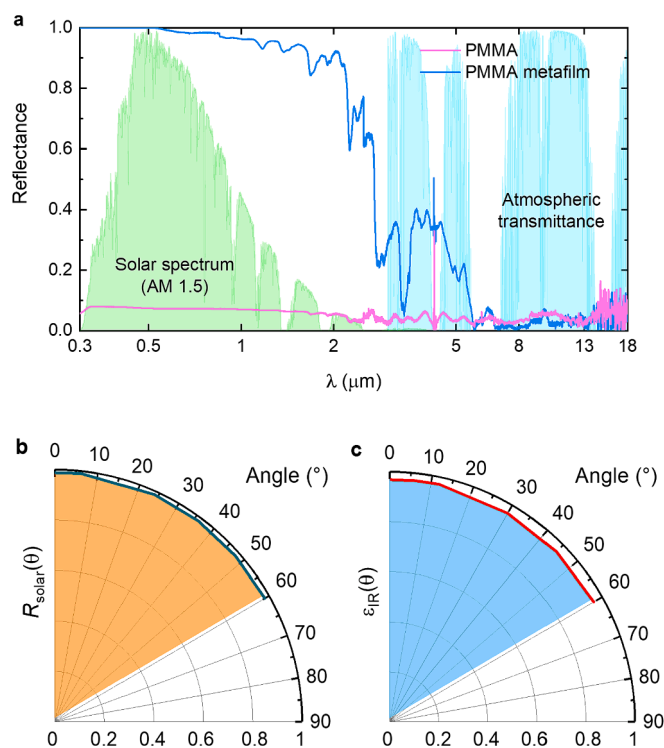 a
1.0
0.8
0.6
0.4
0.2
0.0
Reflectance
PMMA
PMMA metafilm
Atmospheric
transmittance
Solar spectrum
(AM 1.5)
0.3 0.5 1 2 5 8 13 18
λ (μm)
b
0 10 20 30 40 50 60 70 80 90
Angle (°)
R solar(θ)
0 0.2 0.4 0.6 0.8 1
c
0 10 20 30 40 50 60 70 80 90
Angle (°)
ε IR(θ)
0 0.2 0.4 0.6 0.8 1